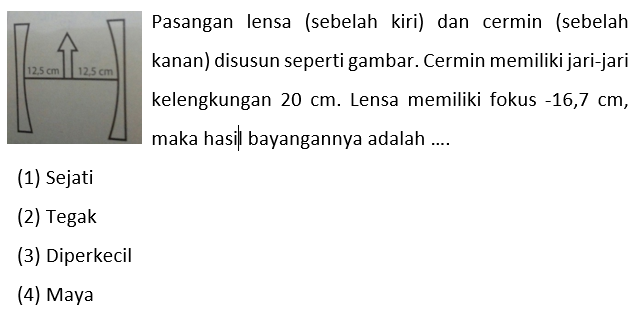 12,5 cm 12,5 cm
Pasangan lensa (sebelah kiri) dan cermin (sebelah
kanan) disusun seperti gambar. Cermin memiliki jari-jari
kelengkungan 20 cm. Lensa memiliki fokus -16,7 cm,
maka hasil bayangannya adalah ....
(1) Sejati
(2) Tegak
(3) Diperkecil
(4) Maya